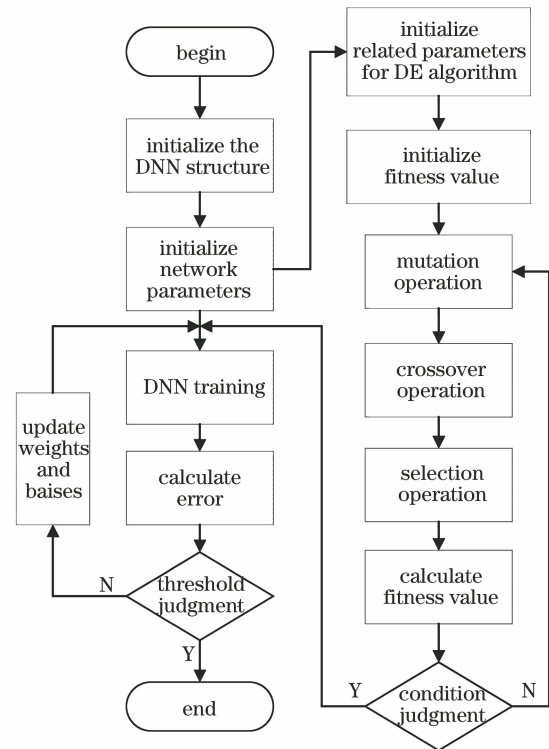 begin
initialize the
DNN structure
initialize
network
parameters
DNN training
calculate
error
threshold
judgment
N
Y
end
update
weights
and
baises
initialize
related parameters
for DE algorithm
initialize
fitness value
mutation
operation
crossover
operation
selection
operation
calculate
fitness value
condition
judgment
Y
N